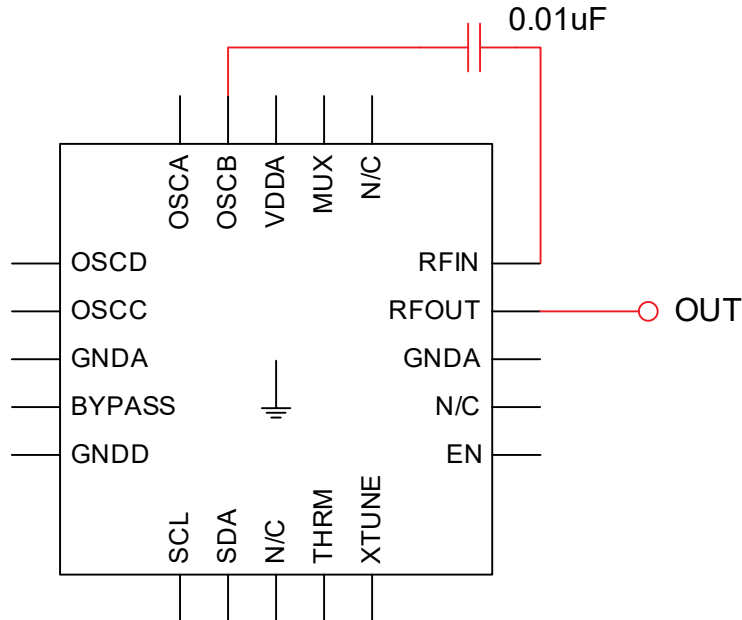 0.01uF
OSCA
OSCB
VDDA
MUX
N/C
OSCD
RFIN
OSCC
RFOUT
OUT
GNDA
GNDA
BYPASS
N/C
GNDD
EN
SCL
SDA
N/C
THRM
XTUNE